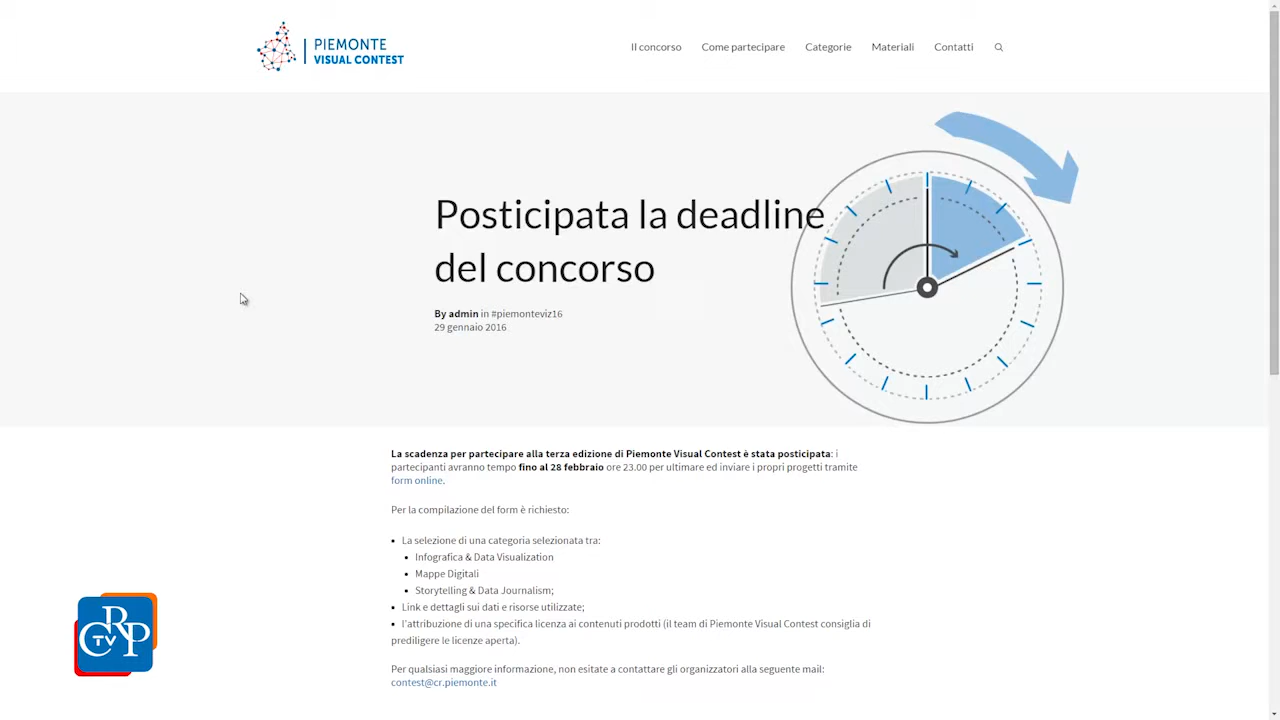 PIEMONTE
VISUAL CONTEST
Il concorso Come partecipare Categorie Materiali Contatti
Posticipata la deadline
del concorso
By admin in #piemonteviz16
29 gennaio 2016
La scadenza per partecipare alla terza edizione di Piemonte Visual Contest è stata posticipata: i
partecipanti avranno tempo fino al 28 febbraio ore 23.00 per ultimare ed inviare i propri progetti tramite
form online.
Per la compilazione del form è richiesto:
• La selezione di una categoria selezionata tra:
• Infografica & Data Visualization
• Mappe Digitali
• Storytelling & Data Journalism;
• Link e dettagli sui dati e risorse utilizzate;
• l'attribuzione di una specifica licenza ai contenuti prodotti (il team di Piemonte Visual Contest consiglia di
prediligere le licenze aperta).
Per qualsiasi maggiore informazione, non esitate a contattare gli organizzatori alla seguente mail:
contest@cr.piemonte.it
CRP
TV